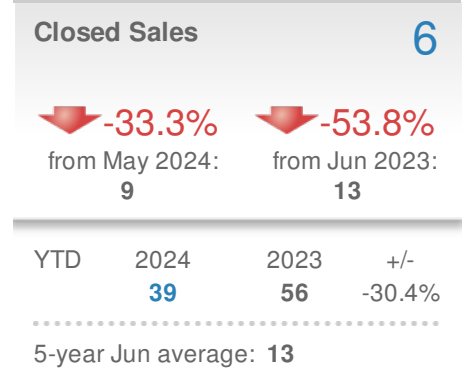 Closed Sales 6
-33.3% -53.8%
from May 2024: from Jun 2023:
9 13
YTD 2024 2023 +/-
39 56 -30.4%
5-year Jun average: 13